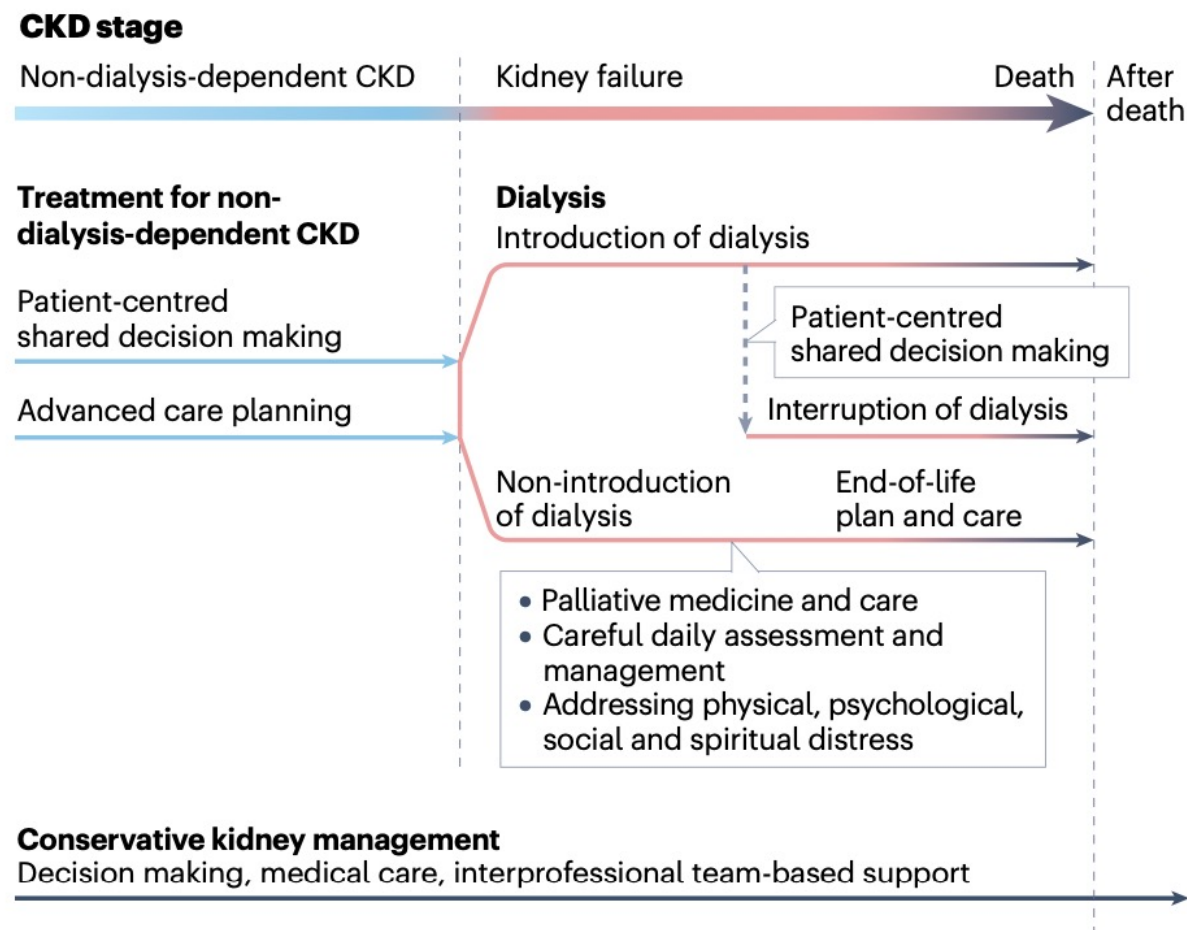 CKD stage
Non-dialysis-dependent CKD
Kidney failure
Death
After
death
Treatment for non-
dialysis-dependent CKD
Patient-centred
shared decision making
Advanced care planning
Dialysis
Introduction of dialysis
Patient-centred
shared decision making
Interruption of dialysis
Non-introduction
of dialysis
End-of-life
plan and care
• Palliative medicine and care
• Careful daily assessment and
management
• Addressing physical, psychological,
social and spiritual distress
Conservative kidney management
Decision making, medical care, interprofessional team-based support